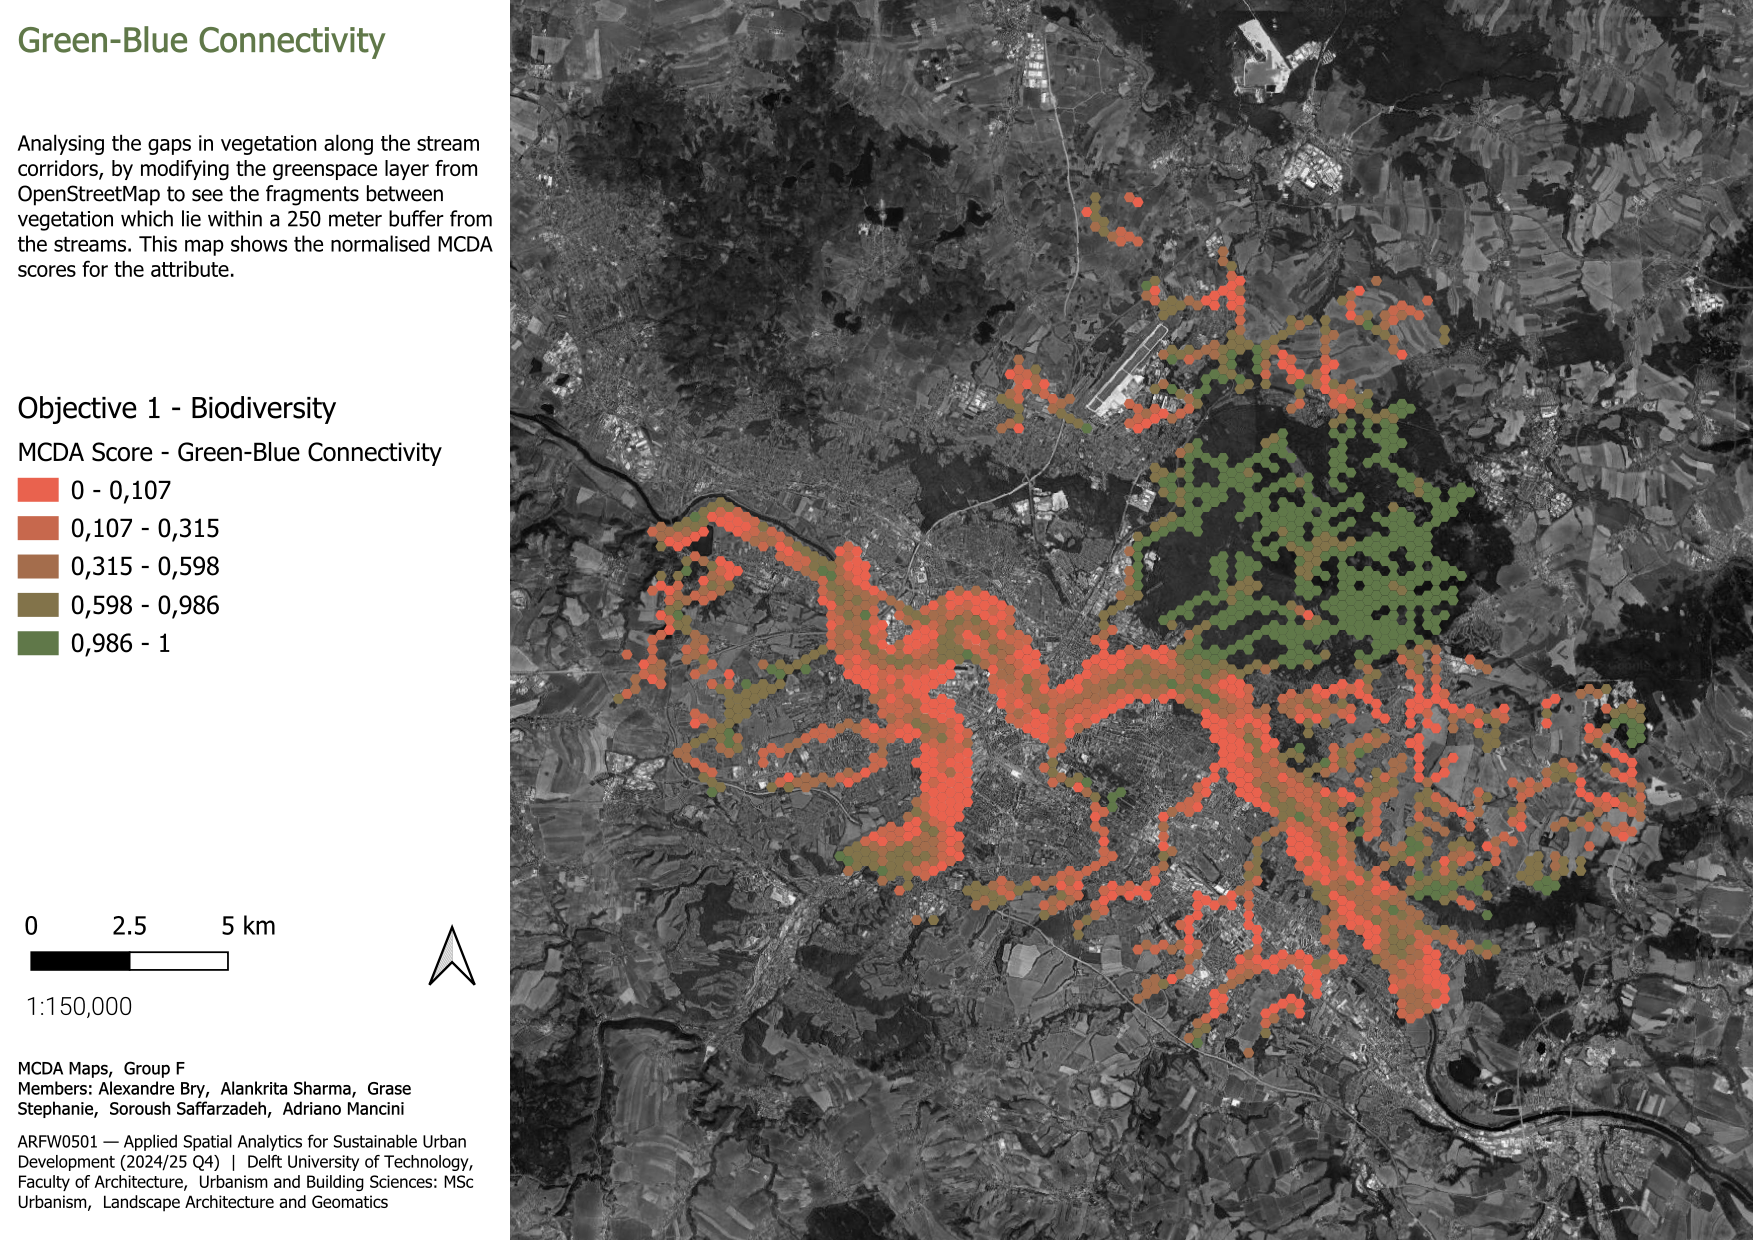 Green-Blue Connectivity
Analysing the gaps in vegetation along the stream
corridors, by modifying the greenspace layer from
OpenStreetMap to see the fragments between
vegetation which lie within a 250 meter buffer from
the streams. This map shows the normalised MCDA
scores for the attribute.
Objective 1 - Biodiversity
MCDA Score - Green-Blue Connectivity
0 - 0,107
0,107 - 0,315
0,315 - 0,598
0,598 - 0,986
0,986 - 1
0 2.5 5 km
1:150,000
MCDA Maps, Group F
Members: Alexandre Bry, Alankrita Sharma, Grase
Stephanie, Soroush Saffarzadeh, Adriano Mancini
ARFW0501 — Applied Spatial Analytics for Sustainable Urban
Development (2024/25 Q4) | Delft University of Technology,
Faculty of Architecture, Urbanism and Building Sciences: MSc
Urbanism, Landscape Architecture and Geomatics